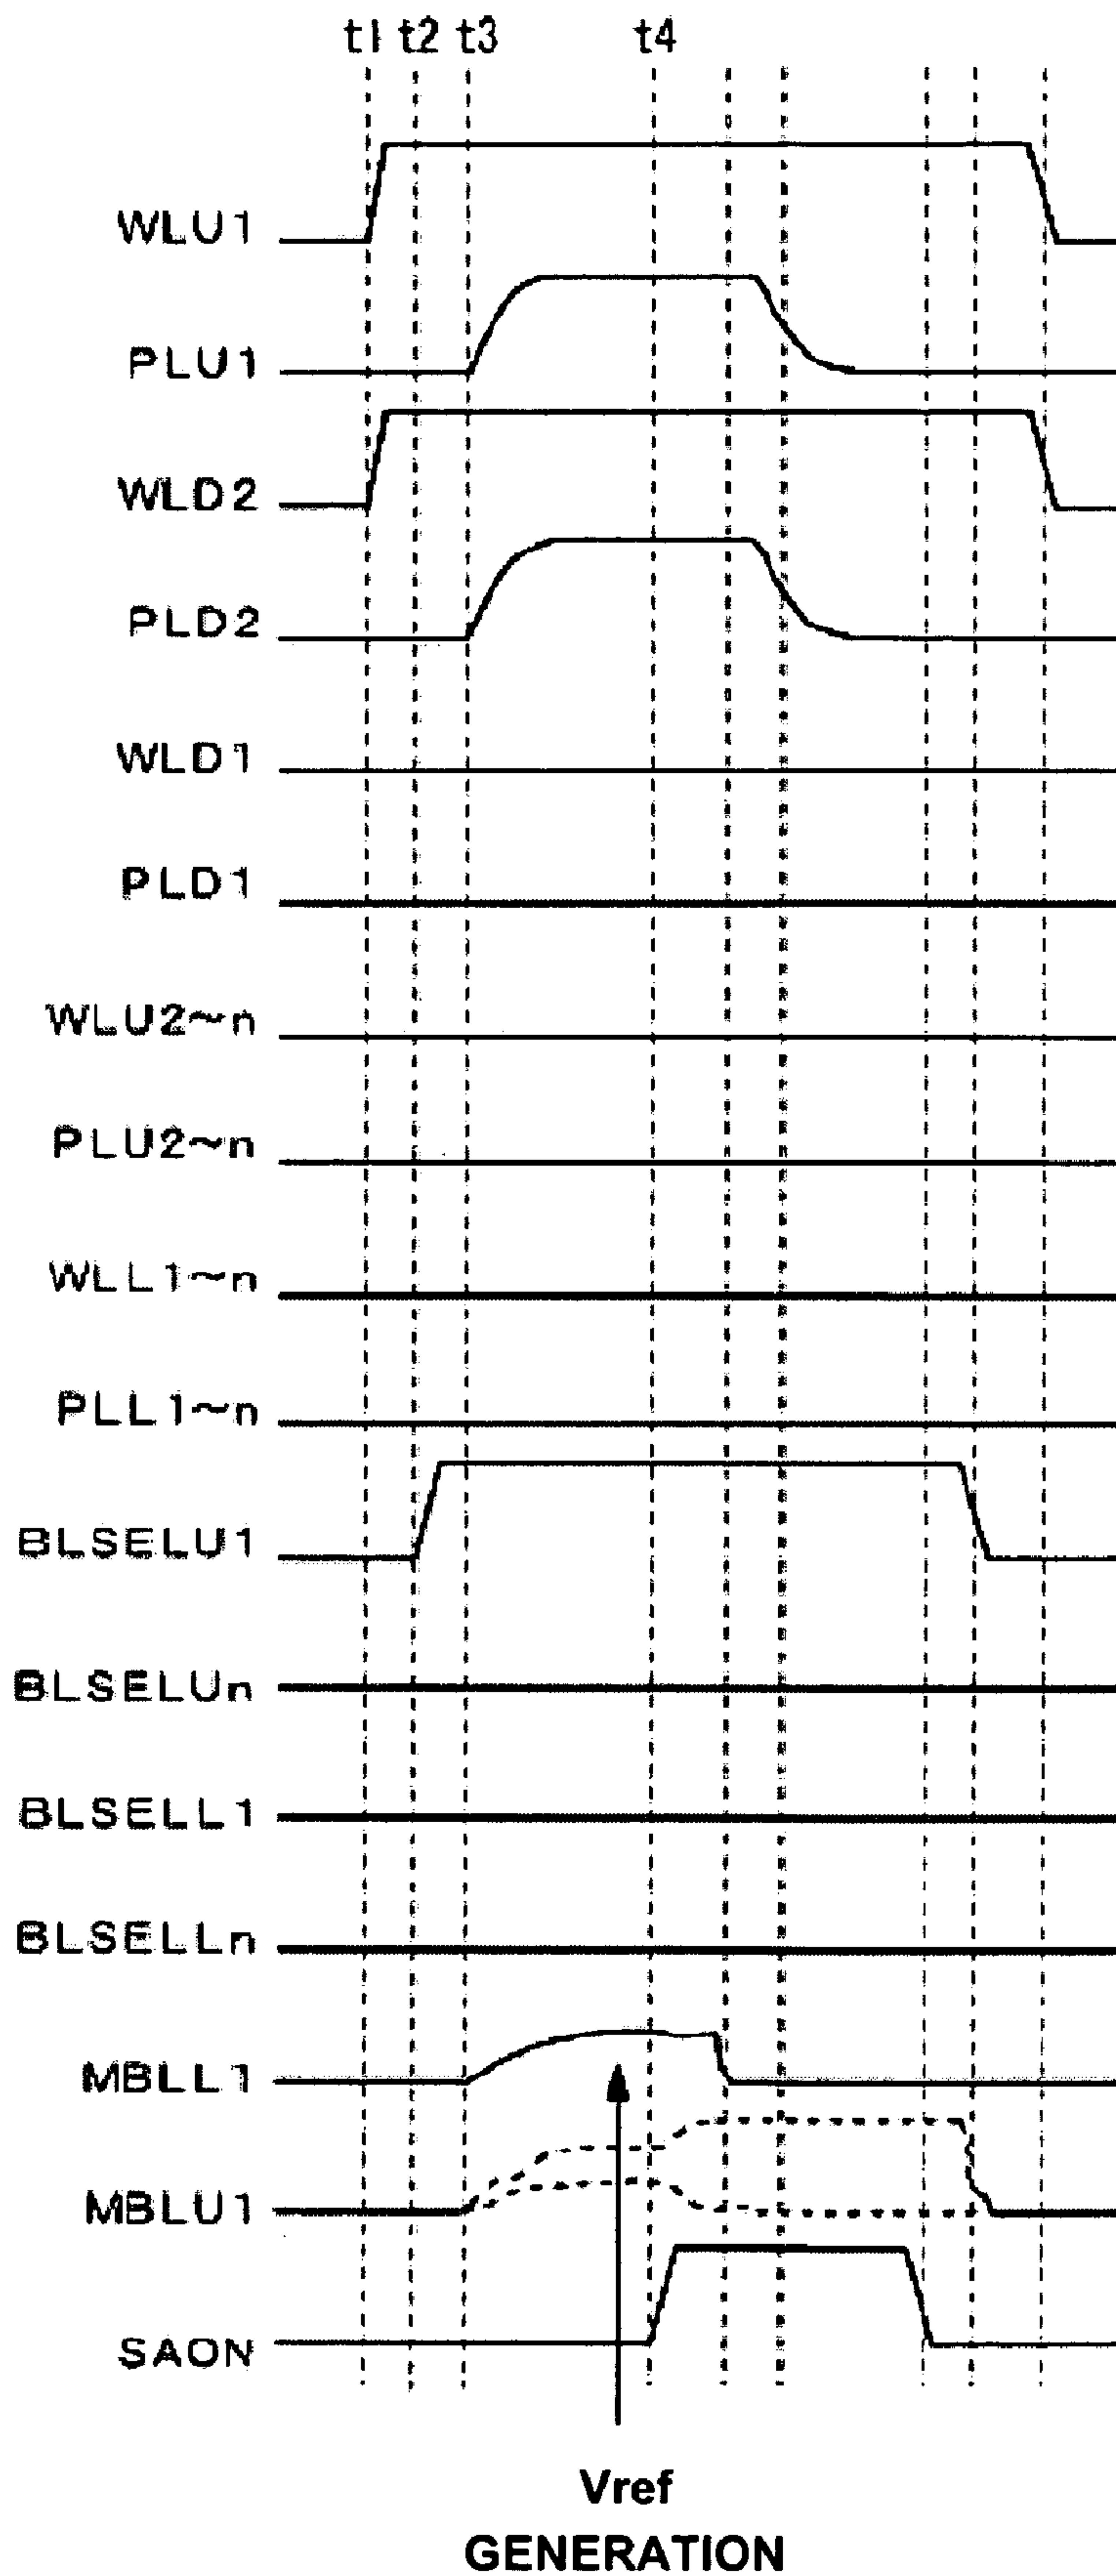 t1 t2 t3 t4
WLU1
PLU1
WLD2
PLD2
WLD1
PLD1
WLU2~n
PLU2~n
WLL1~n
PLL1~n
BLSELU1
BLSELUn
BLSELL1
BLSELLn
MBLL1
MBLU1
SAON
Vref
GENERATION